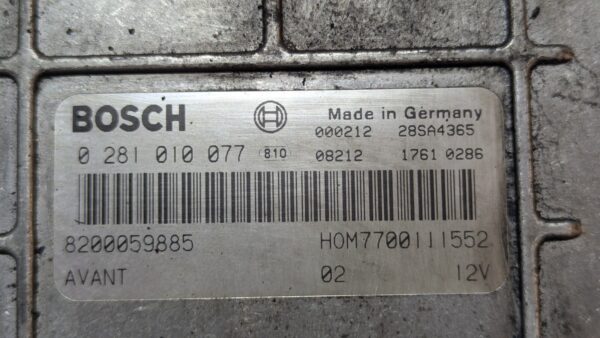 BOSCH Made in Germany
000212 28SA4365
0 281 010 077 (810) 08212 1761 0286
8200059885 HOM7700111552
AVANT 02 12V